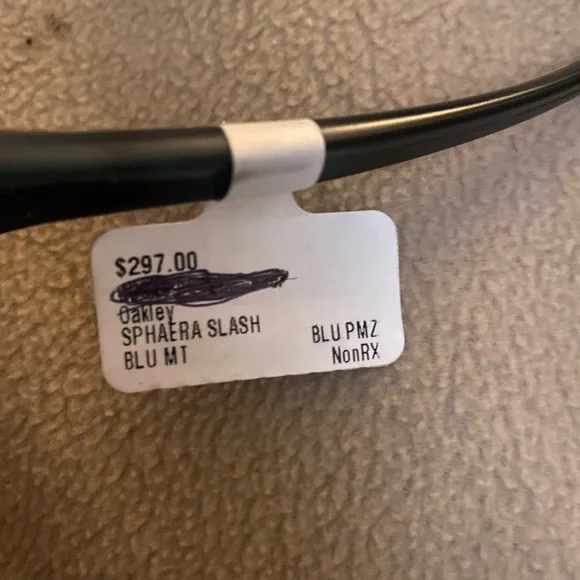 $297.00
Oakley
SPHAERA SLASH
BLU MT
BLU PMZ
NonRX